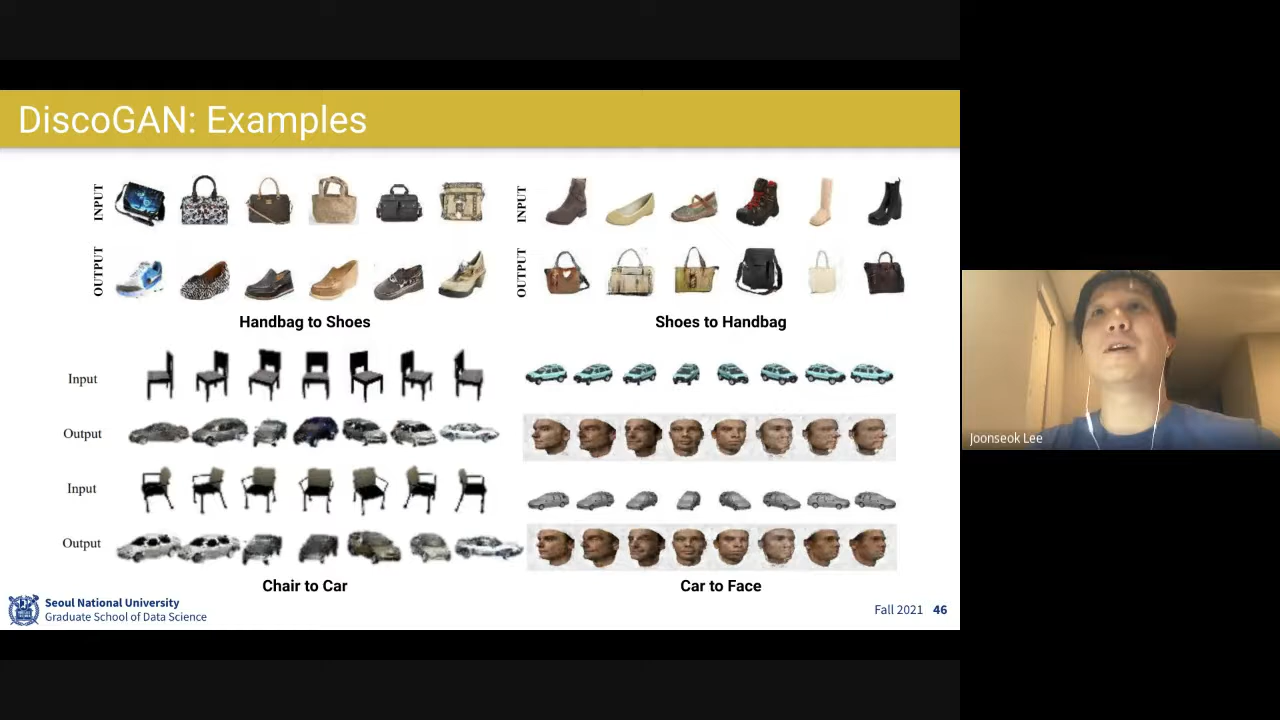 DiscoGAN: Examples
INPUT
OUTPUT
Handbag to Shoes
INPUT
OUTPUT
Shoes to Handbag
Input
Output
Input
Output
Chair to Car
Car to Face
Seoul National University
Graduate School of Data Science
Fall 2021 46
Joonseok Lee